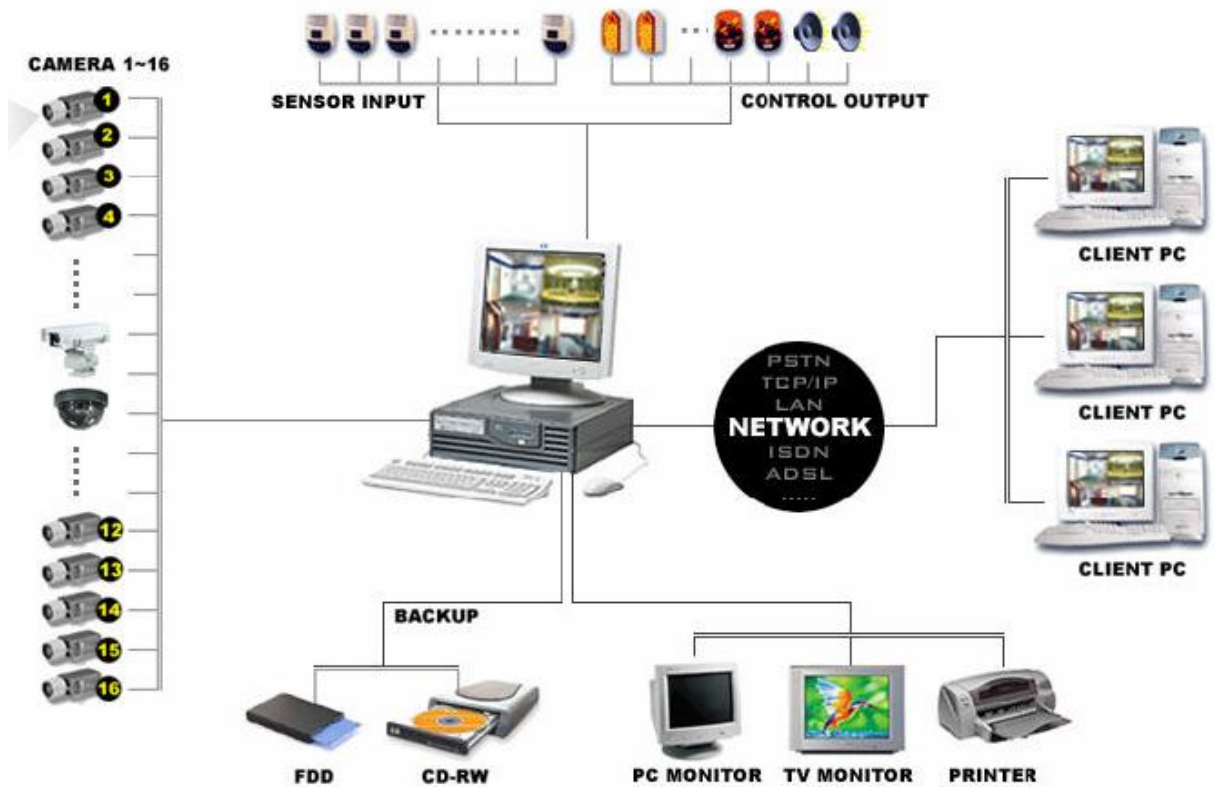 CAMERA 1~16
1
2
3
4
12
13
14
15
16
SENSOR INPUT
CONTROL OUTPUT
PSTN
TCP/IP
LAN
NETWORK
ISDN
ADSL
.....
CLIENT PC
CLIENT PC
CLIENT PC
BACKUP
FDD
CD-RW
PC MONITOR
TV MONITOR
PRINTER